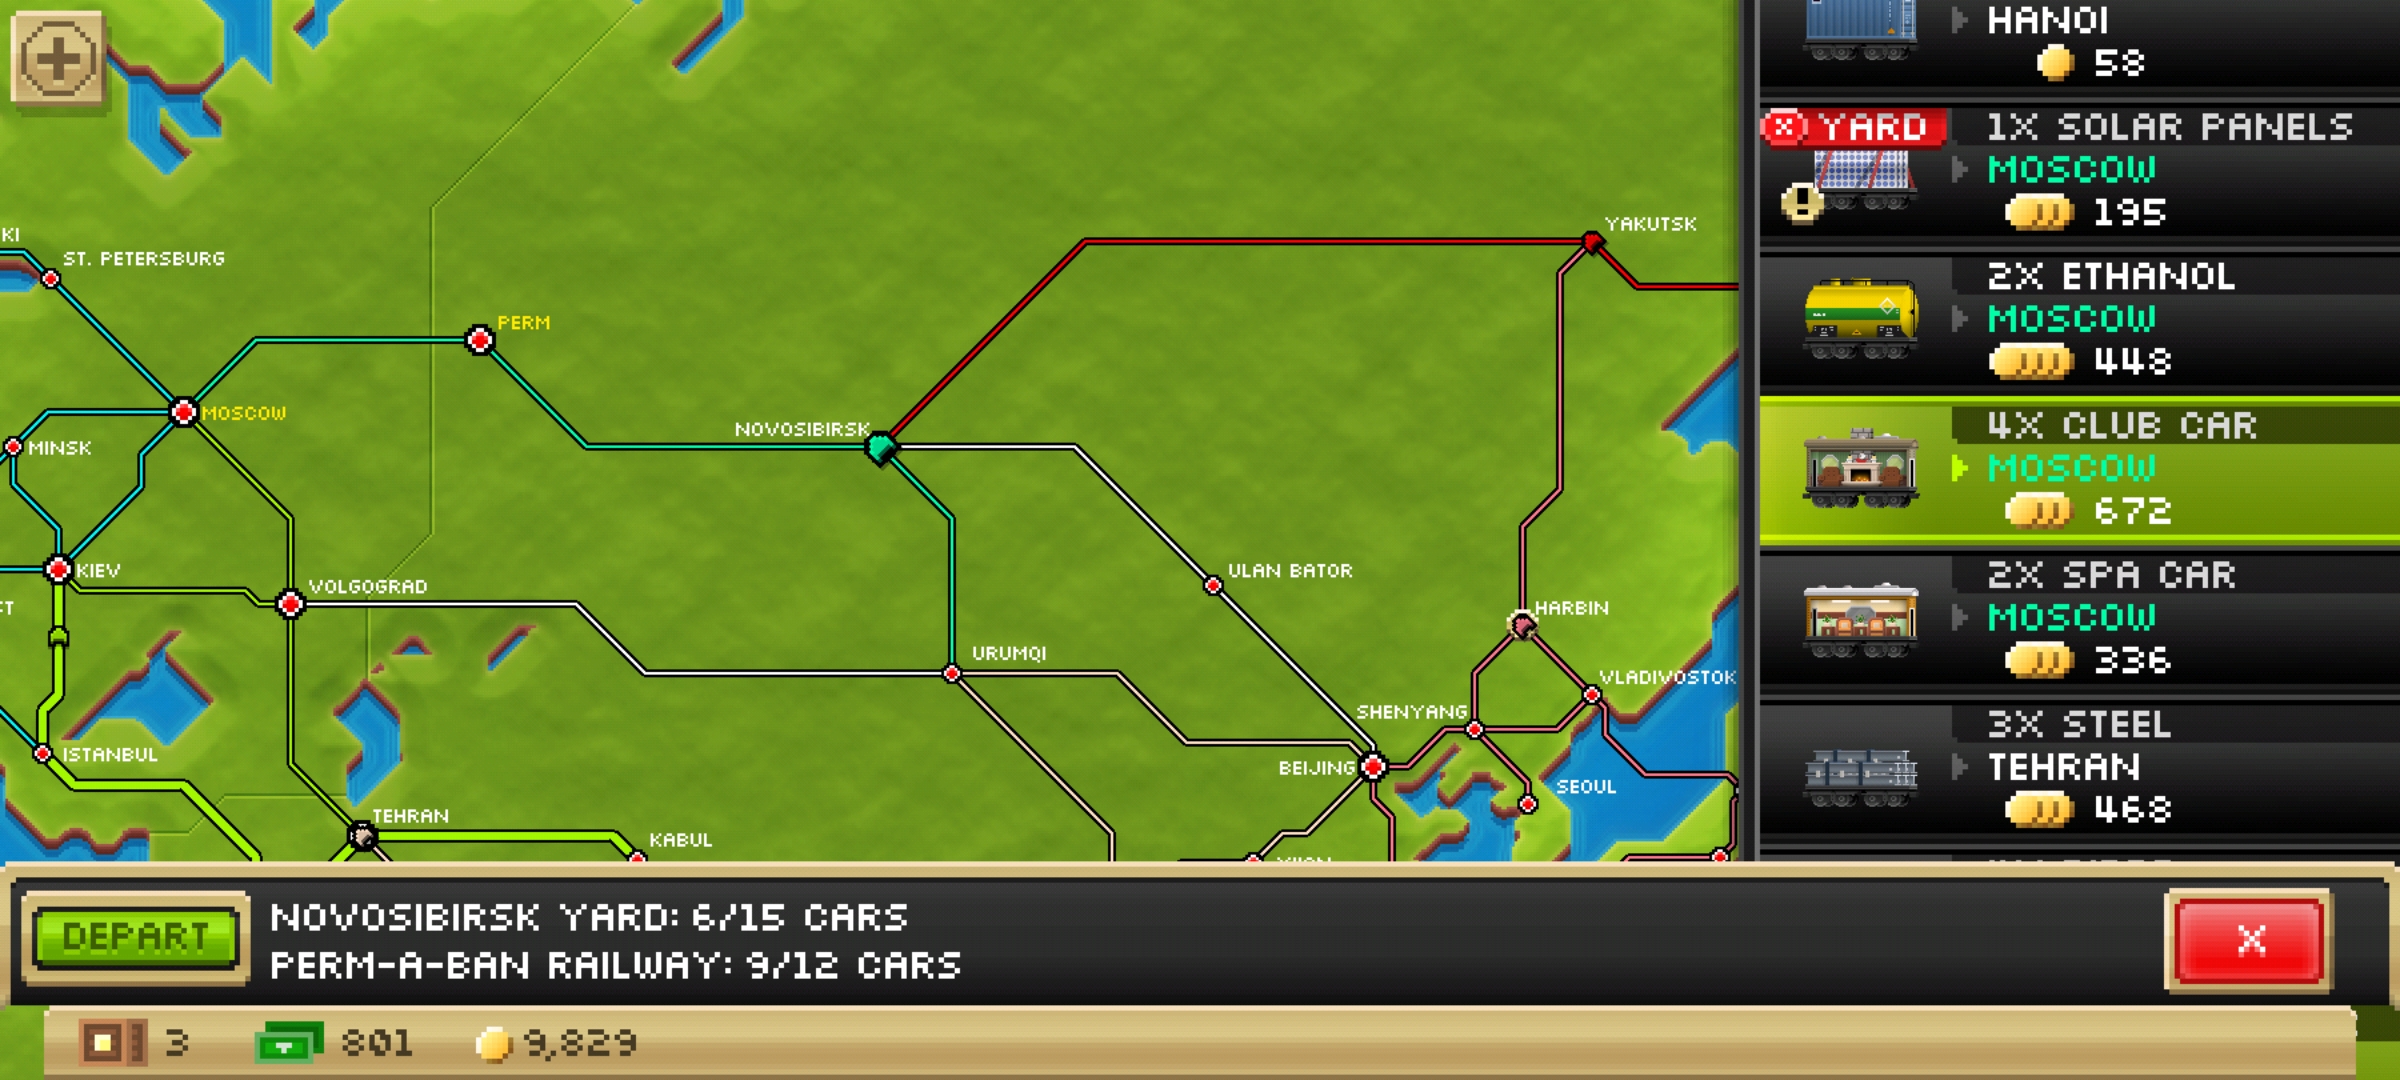 KI
ST. PETERSBURG
YAKUTSK
PERM
MOSCOW
NOVOSIBIRSK
MINSK
KIEV
ULAN BATOR
VOLGOGRAD
HARBIN
URUMQI
VLADIVOSTOK
SHENYANG
ISTANBUL
BEIJING
SEOUL
TEHRAN
KABUL
HANOI
58
YARD
1X SOLAR PANELS
MOSCOW
195
2X ETHANOL
MOSCOW
448
4X CLUB CAR
MOSCOW
672
2X SPA CAR
MOSCOW
336
3X STEEL
TEHRAN
468
DEPART
NOVOSIBIRSK YARD: 6/15 CARS
PERM-A-BAN RAILWAY: 9/12 CARS
X
3
801
9,829